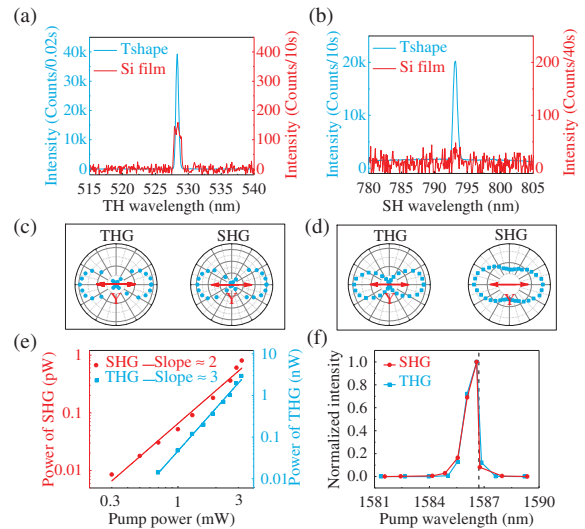 (a)
Intensity (Counts/0.02s)
40k
30k
20k
10k
0
Tshape
Si film
400
300
200
100
0
Intensity (Counts/10s)
515 520 525 530 535 540
TH wavelength (nm)
(b)
Intensity (Counts/10s)
20k
10k
0
Tshape
Si film
200
100
0
Intensity (Counts/40s)
780 785 790 795 800 805
SH wavelength (nm)
(c)
THG SHG
Y Y
(d)
THG SHG
Y Y
(e)
Power of SHG (pW)
1
0.1
0.01
SHG Slope ≈ 2
THG Slope ≈ 3
10
1
0.1
0.01
Power of THG (nW)
0.3 1 3
Pump power (mW)
(f)
Normalized intensity
1.0
0.8
0.6
0.4
0.2
0.0
SHG
THG
1581 1584 1587 1590
Pump wavelength (nm)